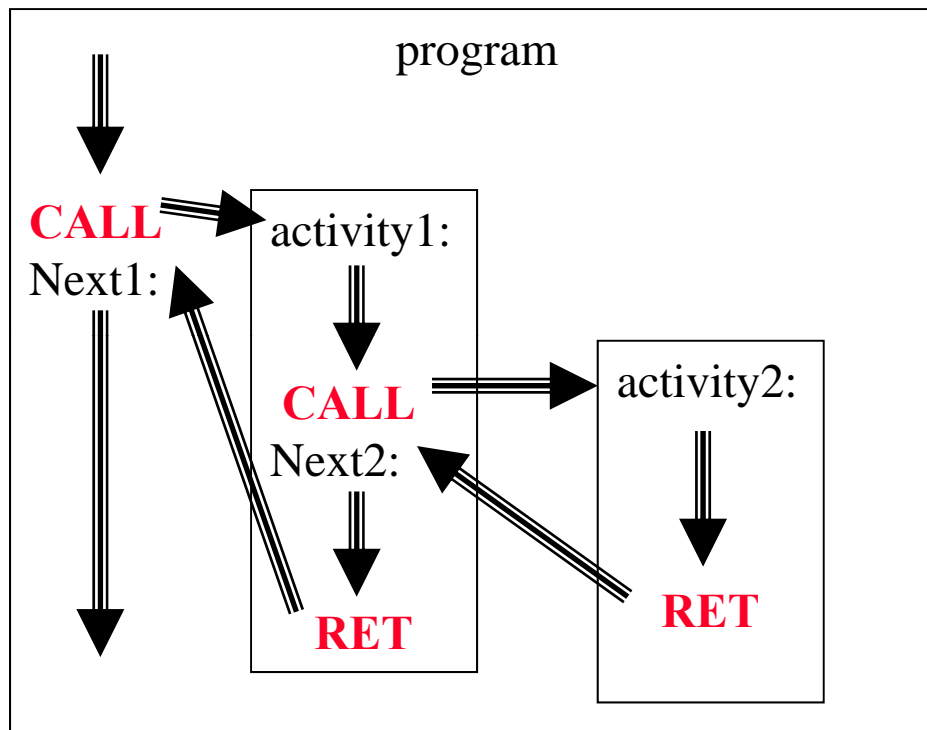 program
CALL
Next1:
activity1:
CALL
Next2:
RET
activity2:
RET